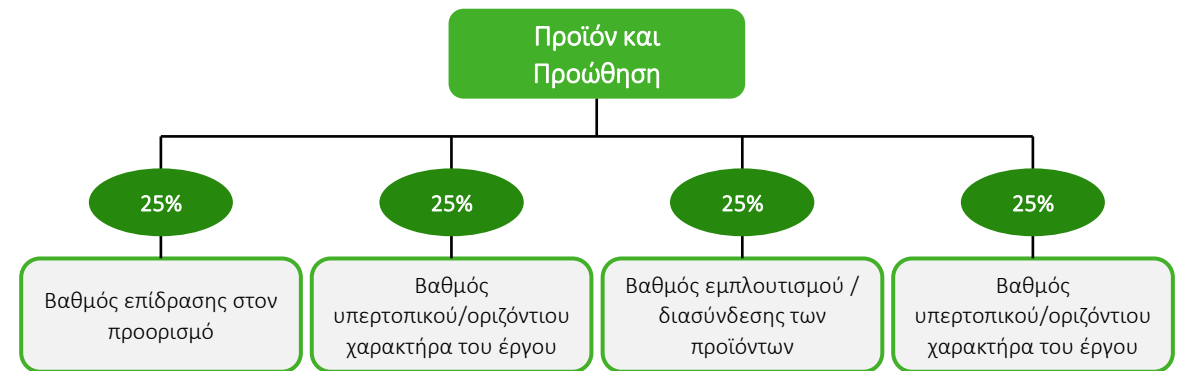 Προϊόν και
Προώθηση
25%
25%
25%
25%
Βαθμός επίδρασης στον
προορισμό
Βαθμός
υπερτοπικού/οριζόντιου
χαρακτήρα του έργου
Βαθμός εμπλουτισμού /
διασύνδεσης των
προϊόντων
Βαθμός
υπερτοπικού/οριζόντιου
χαρακτήρα του έργου